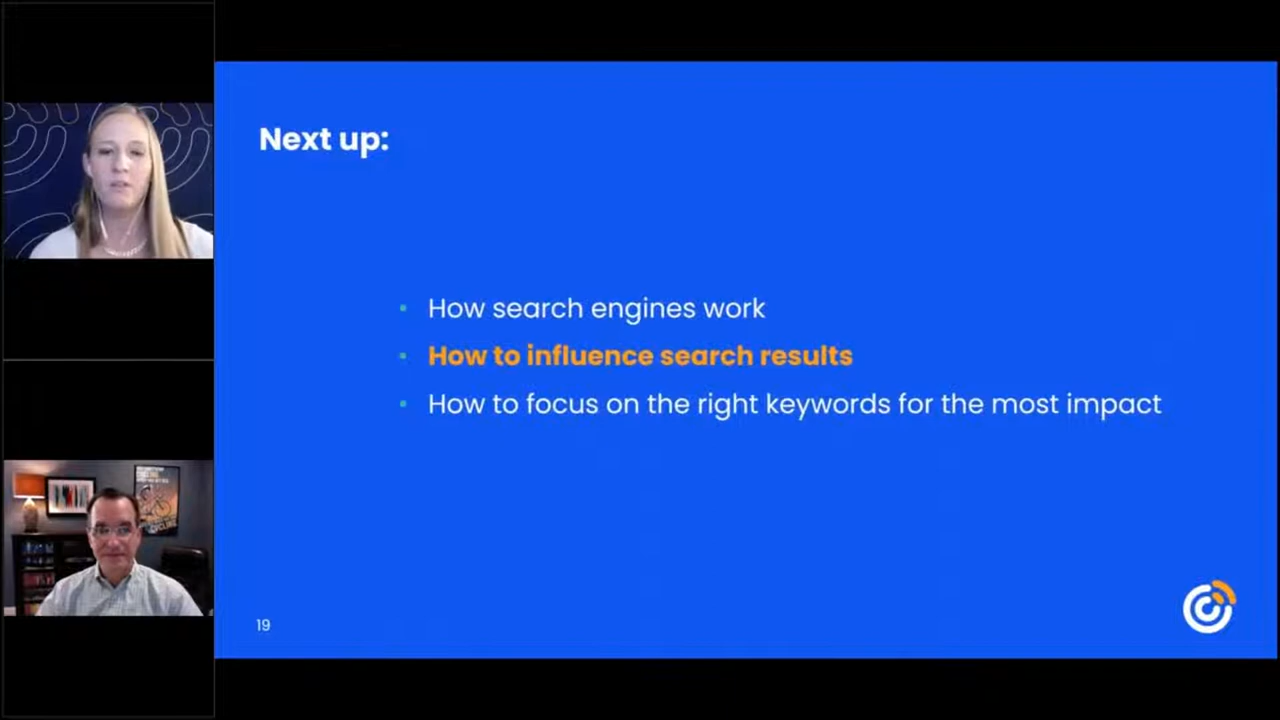 Next up:
How search engines work
How to influence search results
How to focus on the right keywords for the most impact
19